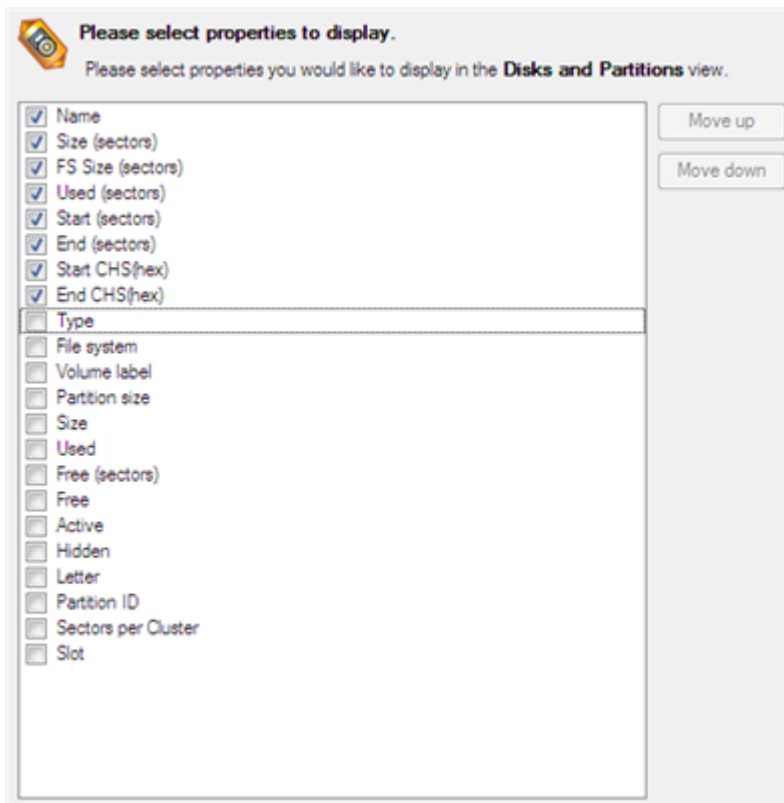 Please select properties to display.
Please select properties you would like to display in the Disks and Partitions view.
Name
Size (sectors)
FS Size (sectors)
Used (sectors)
Start (sectors)
End (sectors)
Start CHS(hex)
End CHS(hex)
Type
File system
Volume label
Partition size
Size
Used
Free (sectors)
Free
Active
Hidden
Letter
Partition ID
Sectors per Cluster
Slot
Move up
Move down